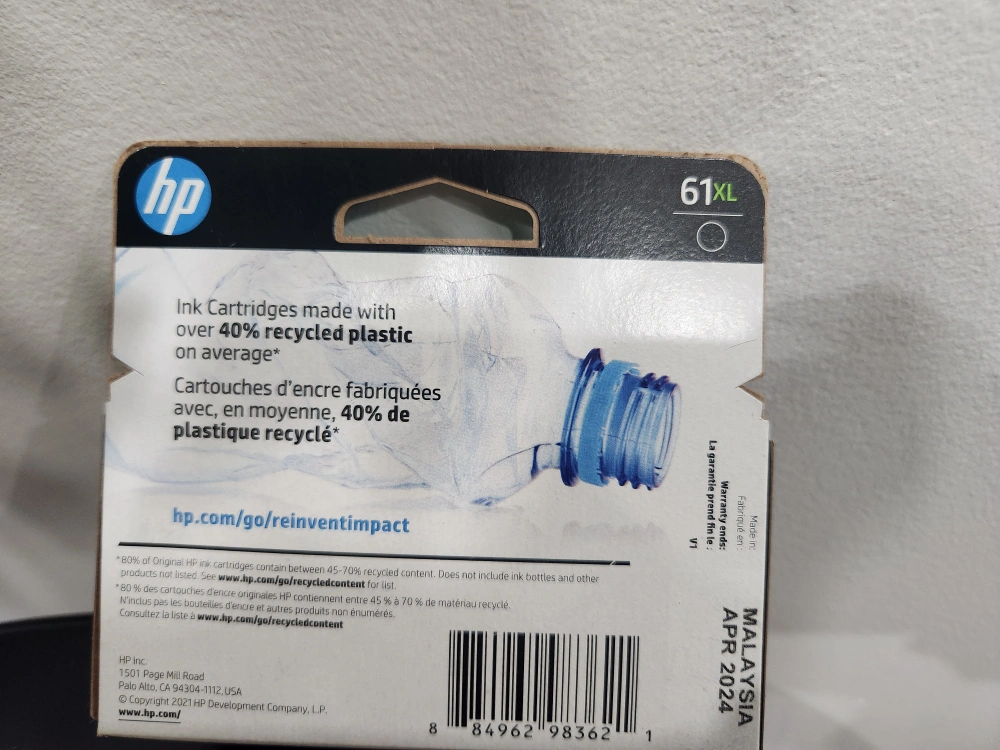 hp
61XL
Ink Cartridges made with
over 40% recycled plastic
on average*
Cartouches d'encre fabriquées
avec, en moyenne, 40% de
plastique recyclé*
hp.com/go/reinventimpact
*80% of Original HP ink cartridges contain between 45-70% recycled content. Does not include ink bottles and other
products not listed. See www.hp.com/go/recycledcontent for list.
*80 % des cartouches d'encre originales HP contiennent entre 45 % à 70 % de matériau recyclé.
N'inclus pas les bouteilles d'encre et autres produits non énumérés.
Consultez la liste à www.hp.com/go/recycledcontent
HP Inc.
1501 Page Mill Road
Palo Alto, CA 94304-1112, USA
© Copyright 2021 HP Development Company, L.P.
www.hp.com/
8 84962 98362 1
Made in:
Fabriqué en :
Warranty ends:
La garantie prend fin le :
V1
MALAYSIA
APR 2024